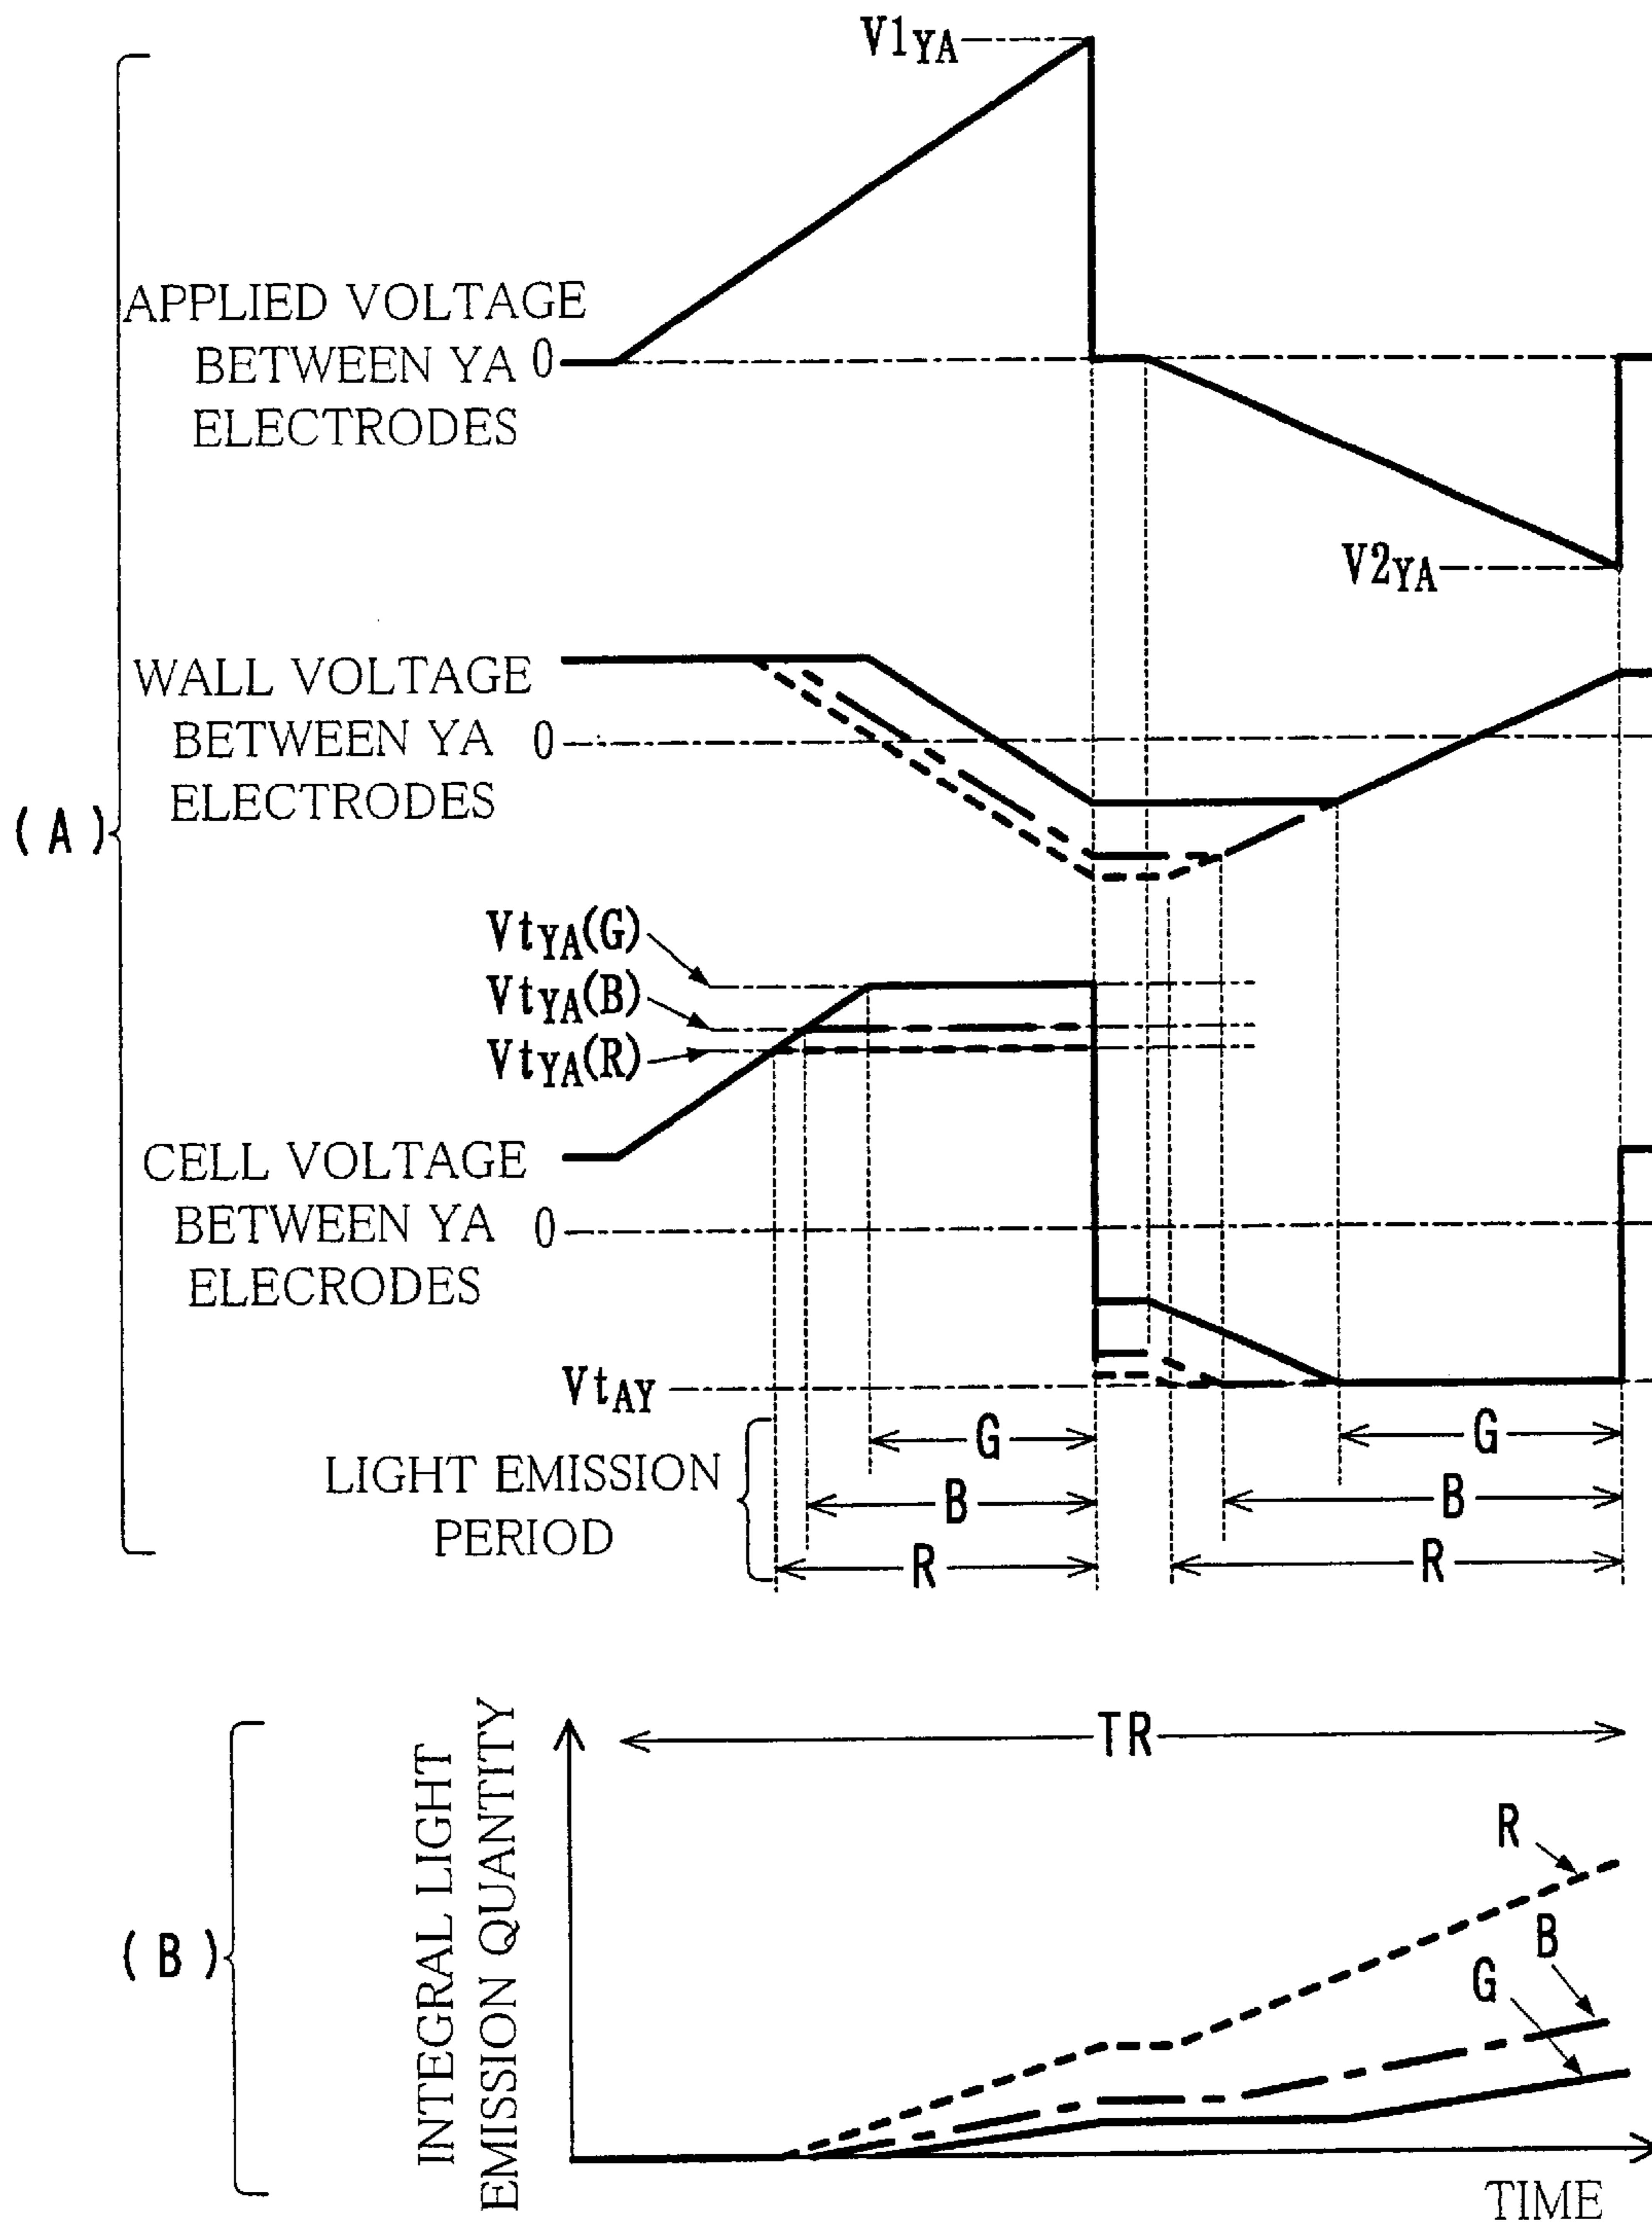 V1YA
APPLIED VOLTAGE
BETWEEN YA 0
ELECTRODES
V2YA
WALL VOLTAGE
BETWEEN YA 0
ELECTRODES
(A)
VtYA(G)
VtYA(B)
VtYA(R)
CELL VOLTAGE
BETWEEN YA 0
ELECRODES
VtAY
G G
LIGHT EMISSION
B B
PERIOD
R R
TR
INTEGRAL LIGHT
EMISSION QUANTITY
R
B
G
(B)
TIME